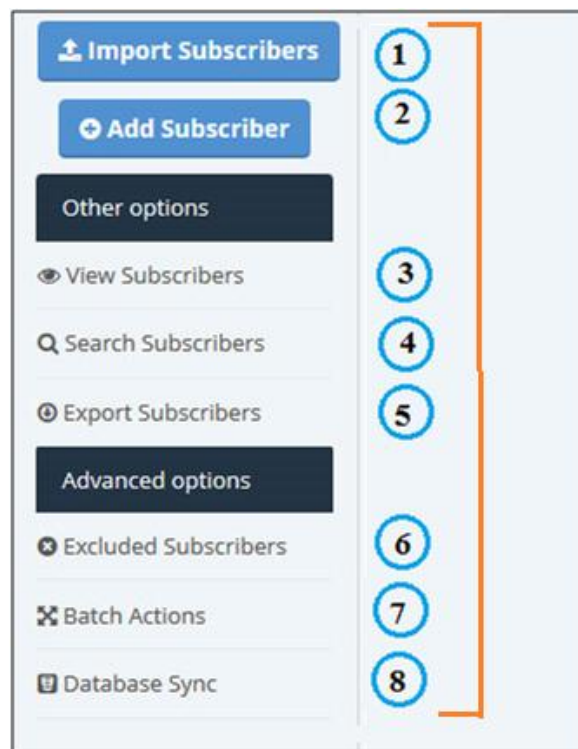 Import Subscribers 1
Add Subscriber 2
Other options
View Subscribers 3
Search Subscribers 4
Export Subscribers 5
Advanced options
Excluded Subscribers 6
Batch Actions 7
Database Sync 8